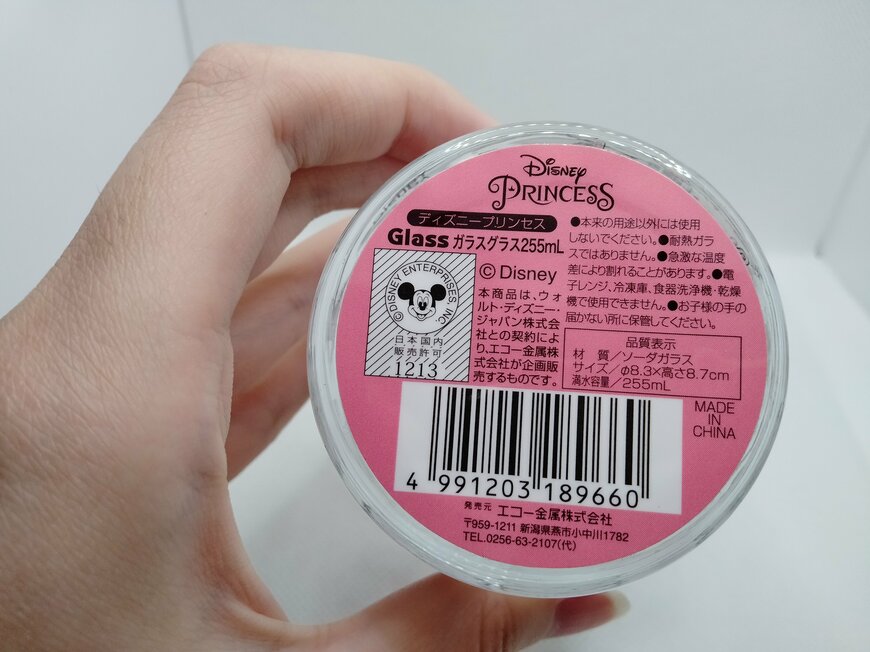 Disney
PRINCESS
ディズニープリンセス
Glass ガラスグラス255mL
©Disney
©DISNEY ENTERPRISES, INC.
日本国内
販売許可
1213
本商品は、ウォ
ルト・ディズニー・
ジャパン株式会
社との契約によ
り、エコー金属株
式会社が企画販
売するものです。
●本来の用途以外には使用
しないでください。●耐熱ガラ
スではありません。●急激な温度
差により割れることがあります。●電
子レンジ、冷凍庫、食器洗浄機・乾燥
機で使用できません。●お子様の手の
届かない所に保管してください。
品質表示
材 質／ソーダガラス
サイズ／φ8.3×高さ8.7cm
満水容量／255mL
MADE
IN
CHINA
4 991203 189660
発売元 エコー金属株式会社
〒959-1211 新潟県燕市小中川1782
TEL.0256-63-2107(代)